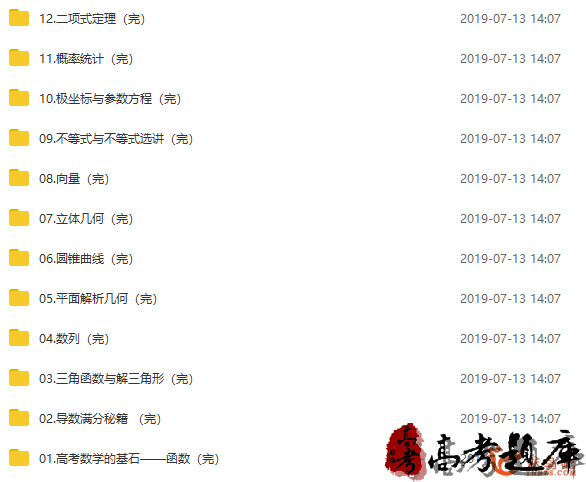 12.二项式定理（完） 2019-07-13 14:07
11.概率统计（完） 2019-07-13 14:07
10.极坐标与参数方程（完） 2019-07-13 14:07
09.不等式与不等式选讲（完） 2019-07-13 14:07
08.向量（完） 2019-07-13 14:07
07.立体几何（完） 2019-07-13 14:07
06.圆锥曲线（完） 2019-07-13 14:07
05.平面解析几何（完） 2019-07-13 14:07
04.数列（完） 2019-07-13 14:07
03.三角函数与解三角形（完） 2019-07-13 14:07
02.导数满分秘籍 （完） 2019-07-13 14:07
01.高考数学的基石——函数（完）
高考 高考题库